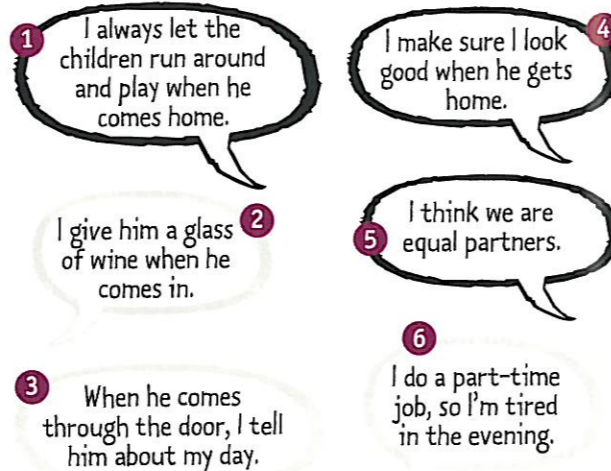 1
I always let the
children run around
and play when he
comes home.
2
I give him a glass
of wine when he
comes in.
3
When he comes
through the door, I tell
him about my day.
4
I make sure I look
good when he gets
home.
5
I think we are
equal partners.
6
I do a part-time
job, so I'm tired
in the evening.